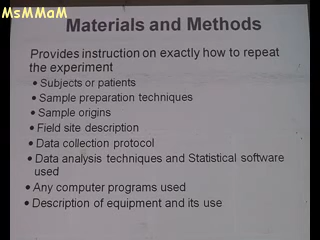 MsMMaM
Materials and Methods
Provides instruction on exactly how to repeat
the experiment
• Subjects or patients
• Sample preparation techniques
• Sample origins
• Field site description
• Data collection protocol
• Data analysis techniques and Statistical software
used
• Any computer programs used
• Description of equipment and its use